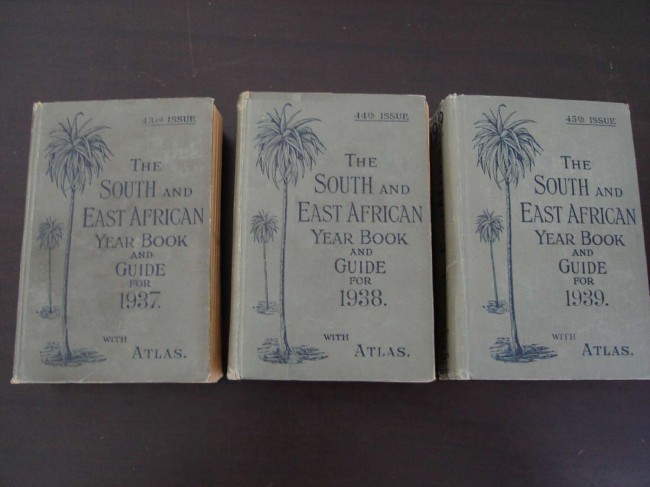 43rd ISSUE
THE
SOUTH AND
EAST AFRICAN
YEAR BOOK
AND
GUIDE
FOR
1937.
WITH
ATLAS.
44th ISSUE
THE
SOUTH AND
EAST AFRICAN
YEAR BOOK
AND
GUIDE
FOR
1938.
WITH
ATLAS.
45th ISSUE
THE
SOUTH AND
EAST AFRICAN
YEAR BOOK
AND
GUIDE
FOR
1939.
WITH
ATLAS.